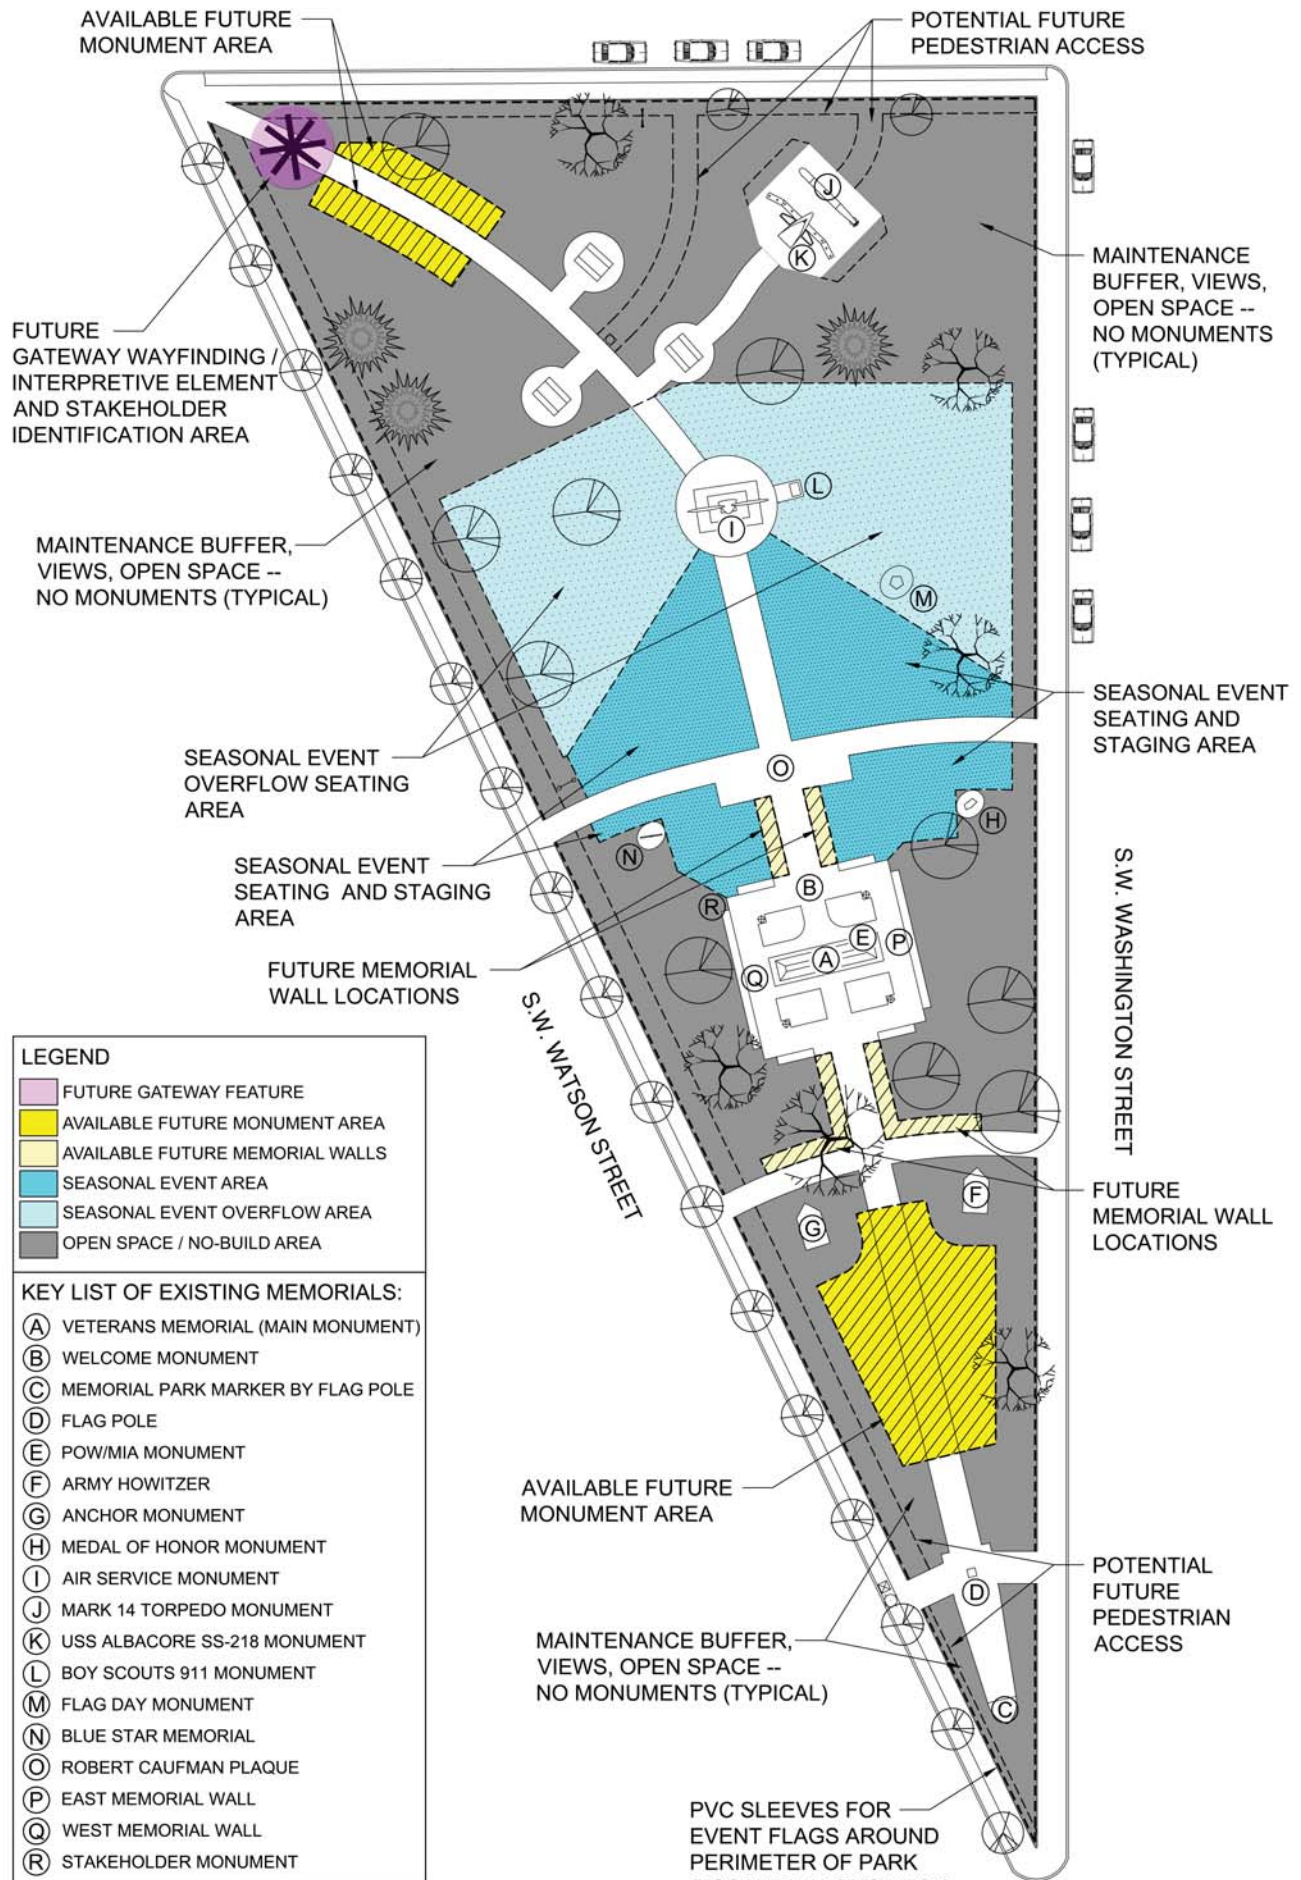 AVAILABLE FUTURE
MONUMENT AREA
POTENTIAL FUTURE
PEDESTRIAN ACCESS
J
K
MAINTENANCE
BUFFER, VIEWS,
OPEN SPACE --
NO MONUMENTS
(TYPICAL)
FUTURE
GATEWAY WAYFINDING /
INTERPRETIVE ELEMENT
AND STAKEHOLDER
IDENTIFICATION AREA
L
I
MAINTENANCE BUFFER,
VIEWS, OPEN SPACE --
NO MONUMENTS (TYPICAL)
M
SEASONAL EVENT
SEATING AND
STAGING AREA
SEASONAL EVENT
OVERFLOW SEATING
AREA
O
H
N
SEASONAL EVENT
SEATING AND STAGING
AREA
B
R
E
P
A
Q
FUTURE MEMORIAL
WALL LOCATIONS
S.W. WATSON STREET
S.W. WASHINGTON STREET
F
G
FUTURE
MEMORIAL WALL
LOCATIONS
LEGEND
FUTURE GATEWAY FEATURE
AVAILABLE FUTURE MONUMENT AREA
AVAILABLE FUTURE MEMORIAL WALLS
SEASONAL EVENT AREA
SEASONAL EVENT OVERFLOW AREA
OPEN SPACE / NO-BUILD AREA
KEY LIST OF EXISTING MEMORIALS:
A VETERANS MEMORIAL (MAIN MONUMENT)
B WELCOME MONUMENT
C MEMORIAL PARK MARKER BY FLAG POLE
D FLAG POLE
E POW/MIA MONUMENT
F ARMY HOWITZER
G ANCHOR MONUMENT
H MEDAL OF HONOR MONUMENT
I AIR SERVICE MONUMENT
J MARK 14 TORPEDO MONUMENT
K USS ALBACORE SS-218 MONUMENT
L BOY SCOUTS 911 MONUMENT
M FLAG DAY MONUMENT
N BLUE STAR MEMORIAL
O ROBERT CAUFMAN PLAQUE
P EAST MEMORIAL WALL
Q WEST MEMORIAL WALL
R STAKEHOLDER MONUMENT
AVAILABLE FUTURE
MONUMENT AREA
D
POTENTIAL
FUTURE
PEDESTRIAN
ACCESS
MAINTENANCE BUFFER,
VIEWS, OPEN SPACE --
NO MONUMENTS (TYPICAL)
C
PVC SLEEVES FOR
EVENT FLAGS AROUND
PERIMETER OF PARK